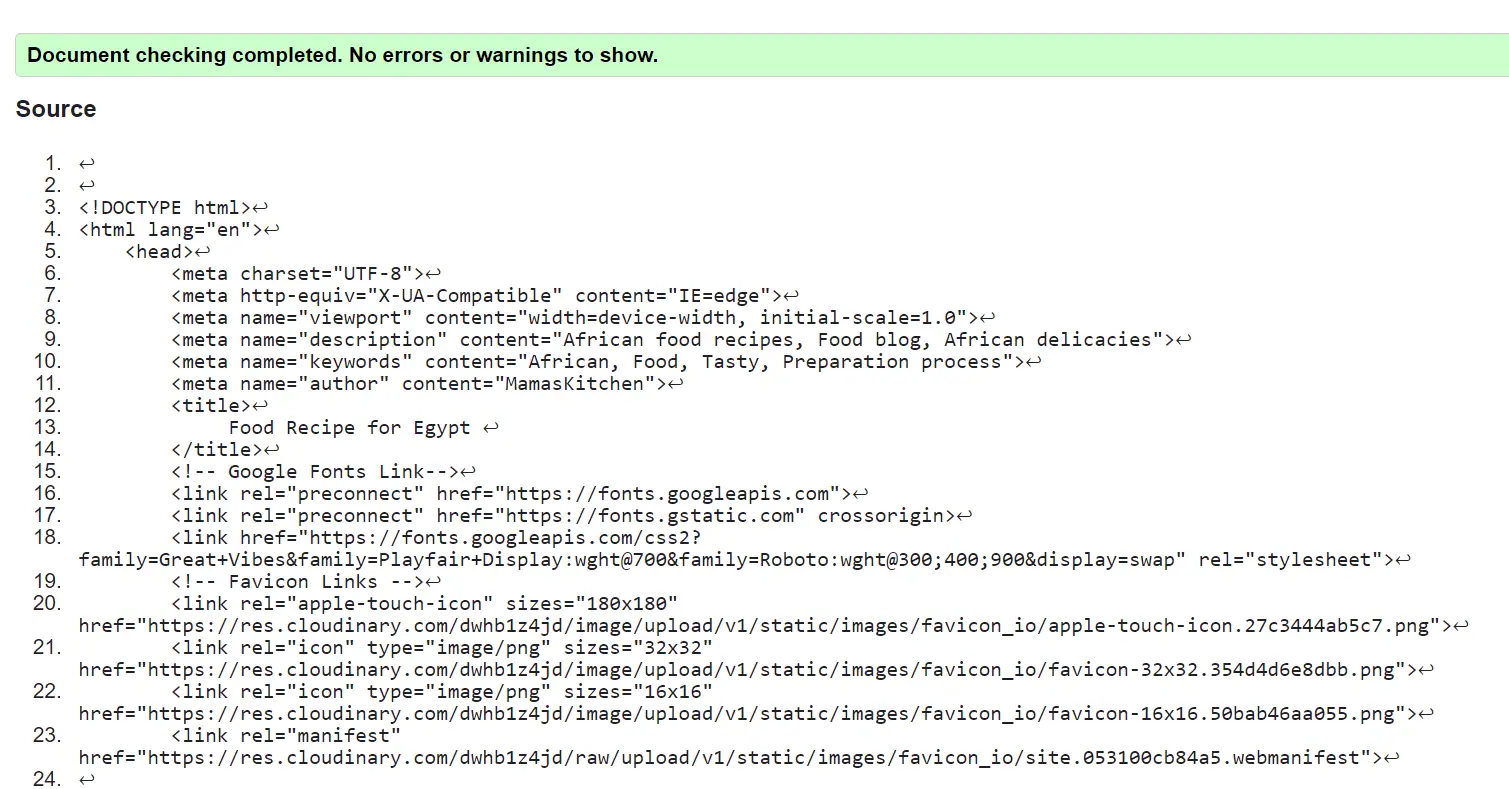 Document checking completed. No errors or warnings to show.
Source
1. ↩
2. ↩
3. <!DOCTYPE html>↩
4. <html lang="en">↩
5.     <head>↩
6.         <meta charset="UTF-8">↩
7.         <meta http-equiv="X-UA-Compatible" content="IE=edge">↩
8.         <meta name="viewport" content="width=device-width, initial-scale=1.0">↩
9.         <meta name="description" content="African food recipes, Food blog, African delicacies">↩
10.         <meta name="keywords" content="African, Food, Tasty, Preparation process">↩
11.         <meta name="author" content="MamasKitchen">↩
12.         <title>↩
13.              Food Recipe for Egypt ↩
14.         </title>↩
15.         <!-- Google Fonts Link-->↩
16.         <link rel="preconnect" href="https://fonts.googleapis.com">↩
17.         <link rel="preconnect" href="https://fonts.gstatic.com" crossorigin>↩
18.         <link href="https://fonts.googleapis.com/css2?
family=Great+Vibes&family=Playfair+Display:wght@700&family=Roboto:wght@300;400;900&display=swap" rel="stylesheet">↩
19.         <!-- Favicon Links -->↩
20.         <link rel="apple-touch-icon" sizes="180x180"
href="https://res.cloudinary.com/dwhb1z4jd/image/upload/v1/static/images/favicon_io/apple-touch-icon.27c3444ab5c7.png">↩
21.         <link rel="icon" type="image/png" sizes="32x32"
href="https://res.cloudinary.com/dwhb1z4jd/image/upload/v1/static/images/favicon_io/favicon-32x32.354d4d6e8dbb.png">↩
22.         <link rel="icon" type="image/png" sizes="16x16"
href="https://res.cloudinary.com/dwhb1z4jd/image/upload/v1/static/images/favicon_io/favicon-16x16.50bab46aa055.png">↩
23.         <link rel="manifest"
href="https://res.cloudinary.com/dwhb1z4jd/raw/upload/v1/static/images/favicon_io/site.053100cb84a5.webmanifest">↩
24. ↩